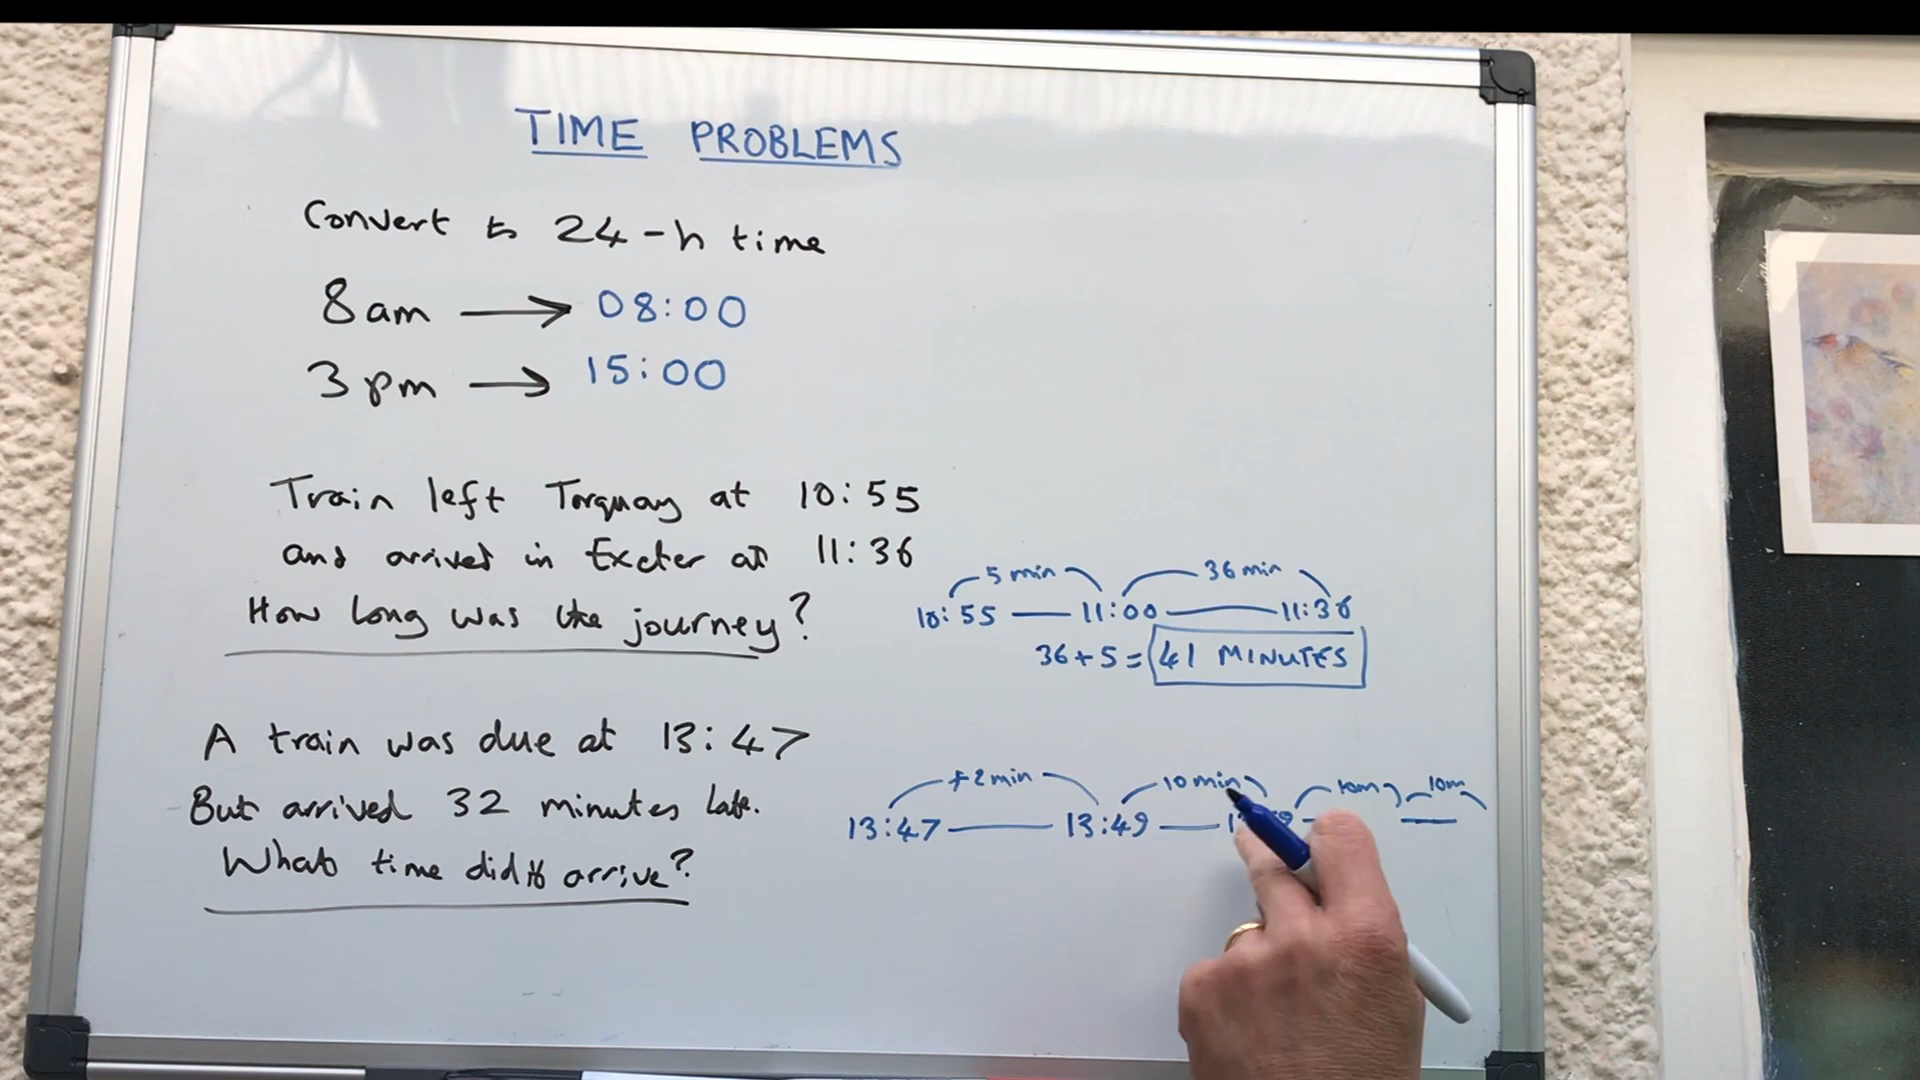 TIME PROBLEMS
Convert to 24-h time
8am → 08:00
3pm → 15:00
Train left Torquay at 10:55
and arrived in Exeter at 11:36
How long was the journey?
5 min 36 min
10:55 — 11:00 — 11:36
36+5 = 41 MINUTES
A train was due at 13:47
But arrived 32 minutes late.
What time did it arrive?
+2 min 10 min 10m 10m
13:47 — 13:49 —